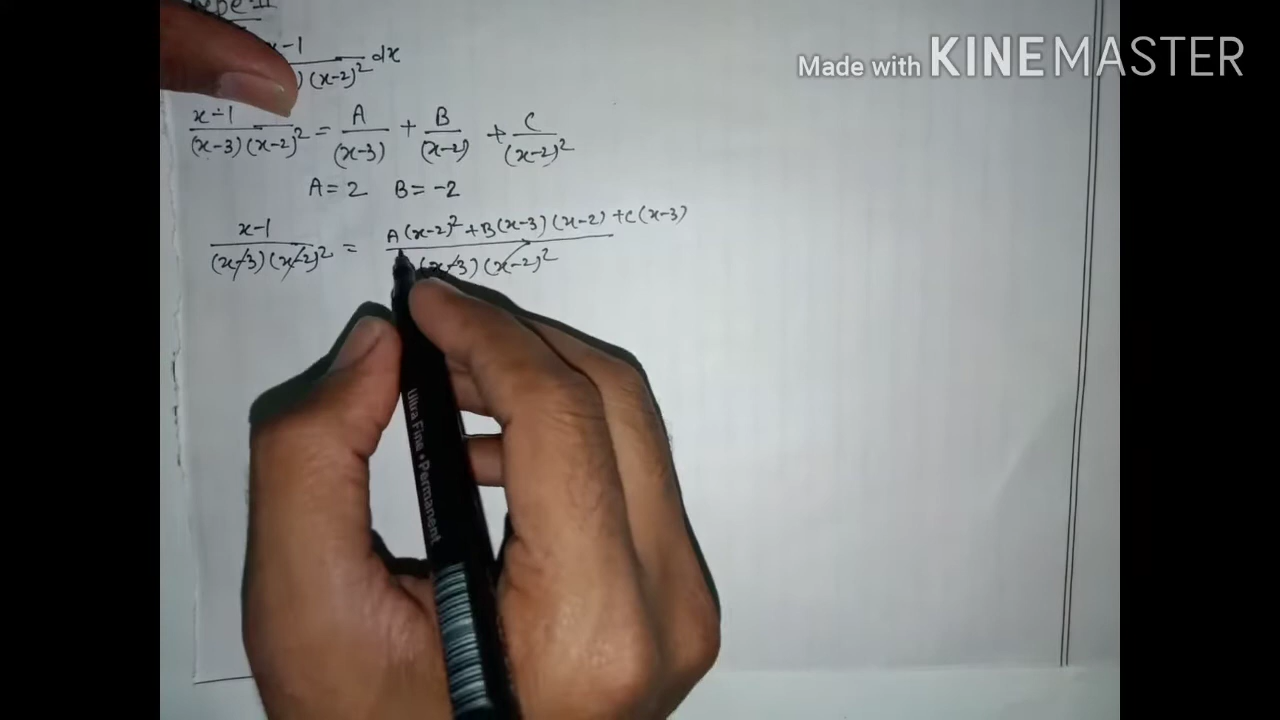 Made with KINEMASTER
x-1
)(x-2)² dx
x-1 / (x-3)(x-2)² = A / (x-3) + B / (x-2) + C / (x-2)²
A = 2 B = -2
x-1 / (x-3)(x-2)² = A(x-2)² + B(x-3)(x-2) + C(x-3) / (x-3)(x-2)²
Ultra Fine • Permanent